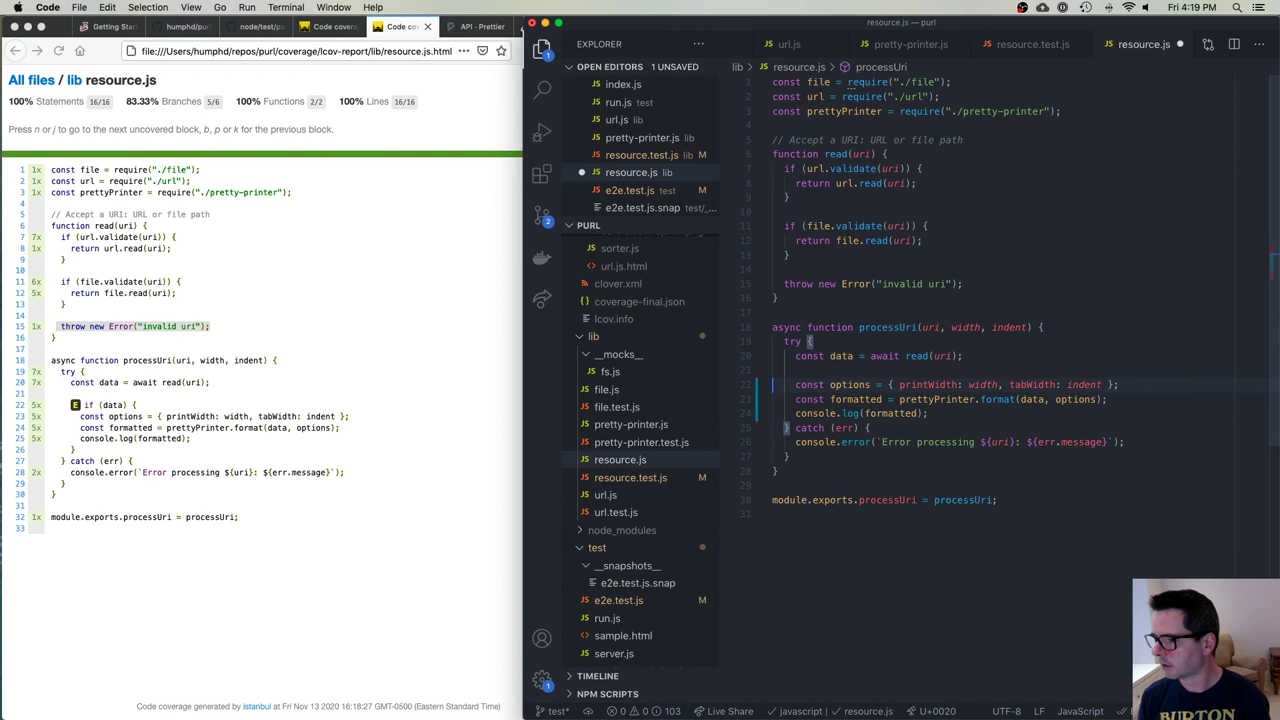 Code File Edit Selection View Go Run Terminal Window Help
Getting Star
humphd/purl
node/test/pa
Code covera
Code cov
API · Prettier
file:///Users/humphd/repos/purl/coverage/lcov-report/lib/resource.js.html
All files / lib resource.js
100% Statements 16/16 83.33% Branches 5/6 100% Functions 2/2 100% Lines 16/16
Press n or j to go to the next uncovered block, b, p or k for the previous block.
1 1x const file = require("./file");
2 1x const url = require("./url");
3 1x const prettyPrinter = require("./pretty-printer");
4
5 // Accept a URI: URL or file path
6 function read(uri) {
7 7x if (url.validate(uri)) {
8 1x return url.read(uri);
9 }
10
11 6x if (file.validate(uri)) {
12 5x return file.read(uri);
13 }
14
15 1x throw new Error("invalid uri");
16 }
17
18 async function processUri(uri, width, indent) {
19 7x try {
20 7x const data = await read(uri);
21
22 5x E if (data) {
23 5x const options = { printWidth: width, tabWidth: indent };
24 5x const formatted = prettyPrinter.format(data, options);
25 5x console.log(formatted);
26 }
27 } catch (err) {
28 2x console.error(`Error processing ${uri}: ${err.message}`);
29 }
30 }
31
32 1x module.exports.processUri = processUri;
33
Code coverage generated by istanbul at Fri Nov 13 2020 16:18:27 GMT-0500 (Eastern Standard Time)
resource.js — purl
EXPLORER
OPEN EDITORS 1 UNSAVED
index.js
run.js test
url.js lib
pretty-printer.js lib
resource.test.js lib M
resource.js lib
e2e.test.js test M
e2e.test.js.snap test/_...
PURL
sorter.js
url.js.html
clover.xml
coverage-final.json
lcov.info
lib
__mocks__
fs.js
file.js
file.test.js
pretty-printer.js
pretty-printer.test.js
resource.js
resource.test.js M
url.js
url.test.js
node_modules
test
__snapshots__
e2e.test.js.snap
e2e.test.js M
run.js
sample.html
server.js
TIMELINE
NPM SCRIPTS
url.js pretty-printer.js resource.test.js resource.js
lib > resource.js > processUri
1 const file = require("./file");
2 const url = require("./url");
3 const prettyPrinter = require("./pretty-printer");
4
5 // Accept a URI: URL or file path
6 function read(uri) {
7 if (url.validate(uri)) {
8 return url.read(uri);
9 }
10
11 if (file.validate(uri)) {
12 return file.read(uri);
13 }
14
15 throw new Error("invalid uri");
16 }
17
18 async function processUri(uri, width, indent) {
19 try {
20 const data = await read(uri);
21
22 const options = { printWidth: width, tabWidth: indent };
23 const formatted = prettyPrinter.format(data, options);
24 console.log(formatted);
25 } catch (err) {
26 console.error(`Error processing ${uri}: ${err.message}`);
27 }
28 }
29
30 module.exports.processUri = processUri;
31
test* 0 0 103 Live Share javascript resource.js U+0020 UTF-8 LF JavaScript
BURTON